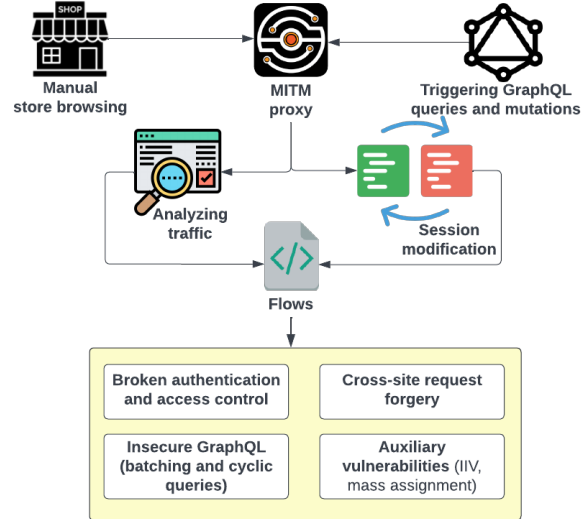 SHOP
Manual
store browsing
MITM
proxy
Triggering GraphQL
queries and mutations
Analyzing
traffic
Session
modification
Flows
Broken authentication
and access control
Cross-site request
forgery
Insecure GraphQL
(batching and cyclic
queries)
Auxiliary
vulnerabilities (IIV,
mass assignment)